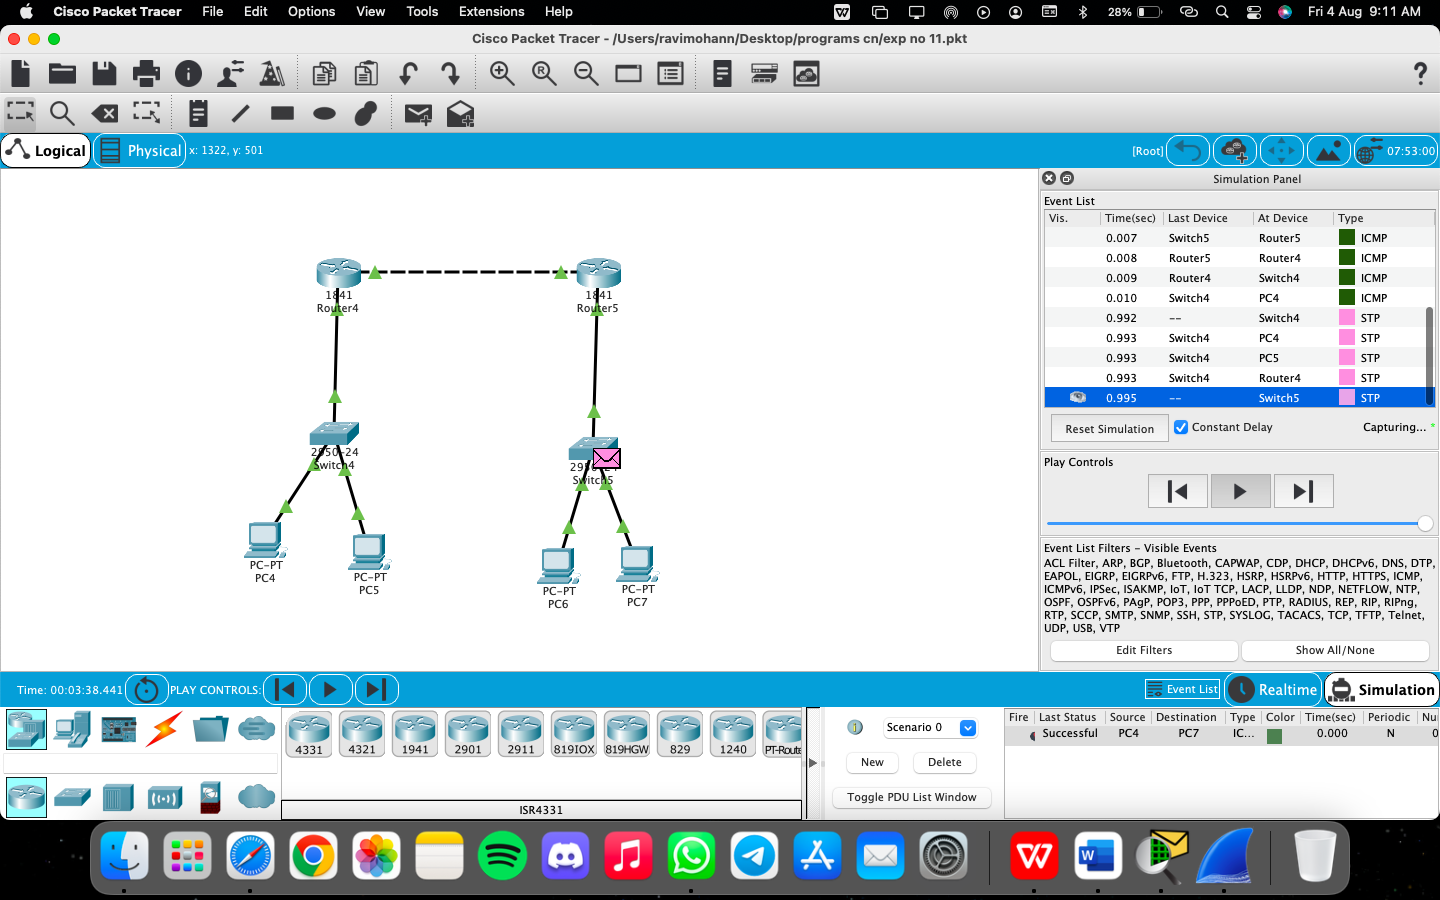 Cisco Packet Tracer File Edit Options View Tools Extensions Help 28% Fri 4 Aug 9:11 AM
Cisco Packet Tracer - /Users/ravimohann/Desktop/programs cn/exp no 11.pkt
Logical Physical x: 1322, y: 501 [Root] 07:53:00
Simulation Panel
Event List
Vis. Time(sec) Last Device At Device Type
0.007 Switch5 Router5 ICMP
0.008 Router5 Router4 ICMP
0.009 Router4 Switch4 ICMP
0.010 Switch4 PC4 ICMP
0.992 -- Switch4 STP
0.993 Switch4 PC4 STP
0.993 Switch4 PC5 STP
0.993 Switch4 Router4 STP
0.995 -- Switch5 STP
Reset Simulation Constant Delay Capturing... *
Play Controls
Event List Filters - Visible Events
ACL Filter, ARP, BGP, Bluetooth, CAPWAP, CDP, DHCP, DHCPv6, DNS, DTP,
EAPOL, EIGRP, EIGRPv6, FTP, H.323, HSRP, HSRPv6, HTTP, HTTPS, ICMP,
ICMPv6, IPSec, ISAKMP, IoT, IoT TCP, LACP, LLDP, NDP, NETFLOW, NTP,
OSPF, OSPFv6, PAgP, POP3, PPP, PPPoED, PTP, RADIUS, REP, RIP, RIPng,
RTP, SCCP, SMTP, SNMP, SSH, STP, SYSLOG, TACACS, TCP, TFTP, Telnet,
UDP, USB, VTP
Edit Filters Show All/None
1841
Router4
1841
Router5
2950-24
Switch4
Switch5
PC-PT
PC4
PC-PT
PC5
PC-PT
PC6
PC-PT
PC7
Time: 00:03:38.441 PLAY CONTROLS: Event List Realtime Simulation
4331 4321 1941 2901 2911 819IOX 819HGW 829 1240 PT-Route
ISR4331
Scenario 0
New Delete
Toggle PDU List Window
Fire Last Status Source Destination Type Color Time(sec) Periodic Nu
Successful PC4 PC7 IC... 0.000 N 0